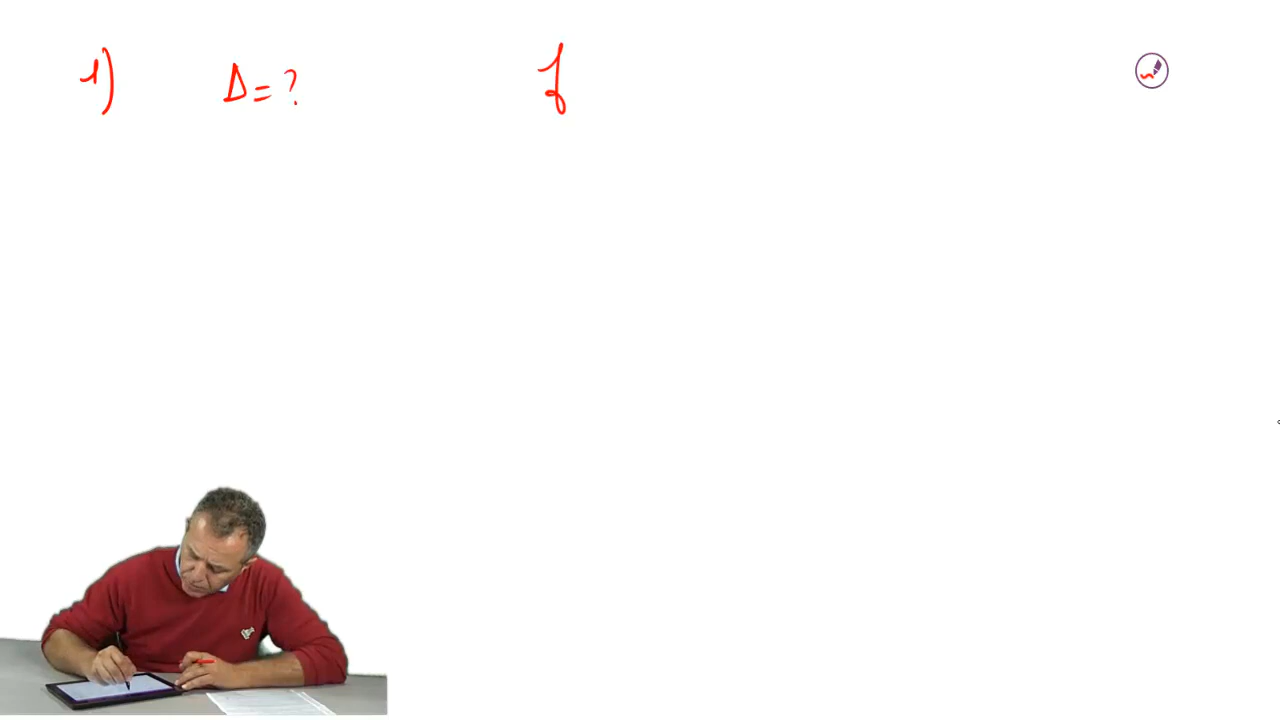 1) Δ = ? f